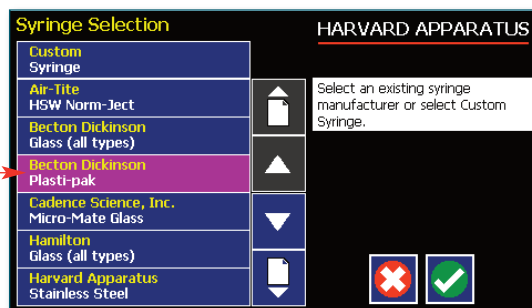 Syringe Selection
Custom
Syringe
Air-Tite
HSW Norm-Ject
Becton Dickinson
Glass (all types)
Becton Dickinson
Plasti-pak
Cadence Science, Inc.
Micro-Mate Glass
Hamilton
Glass (all types)
Harvard Apparatus
Stainless Steel
HARVARD APPARATUS
Select an existing syringe
manufacturer or select Custom
Syringe.